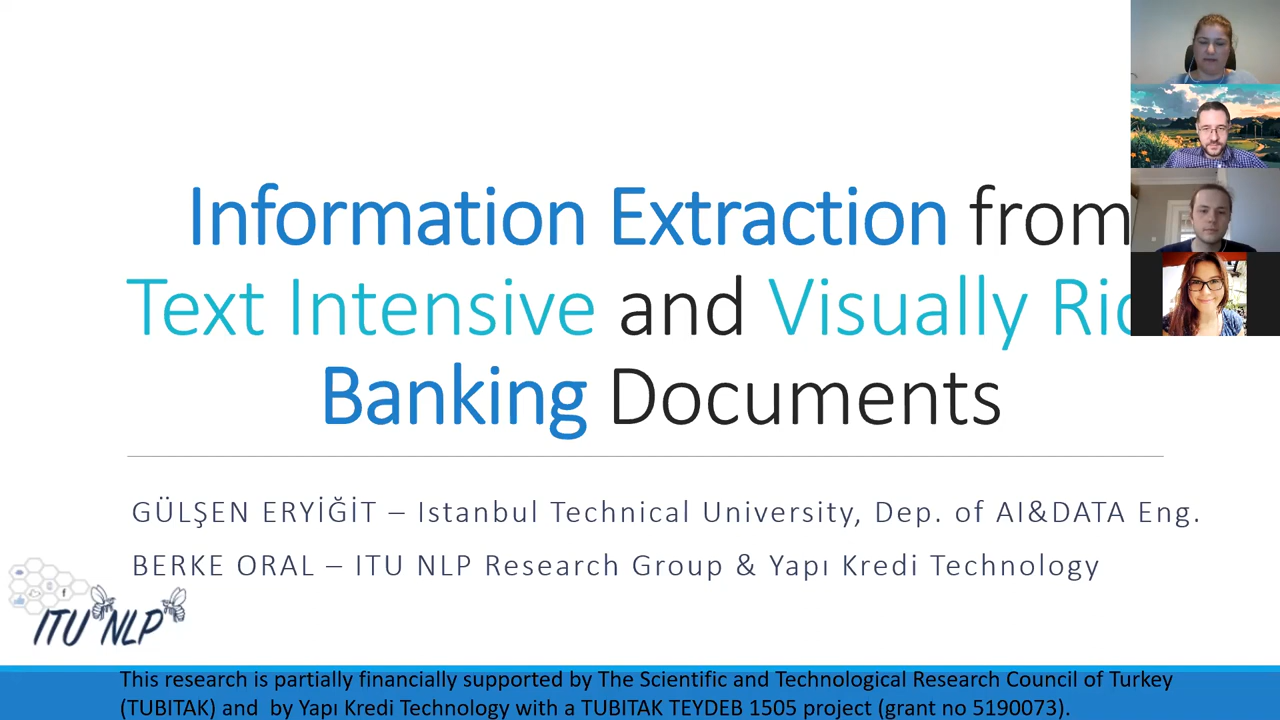 Information Extraction from
Text Intensive and Visually Ric
Banking Documents
GÜLŞEN ERYİĞİT – Istanbul Technical University, Dep. of AI&DATA Eng.
BERKE ORAL – ITU NLP Research Group & Yapı Kredi Technology
ITU NLP
This research is partially financially supported by The Scientific and Technological Research Council of Turkey
(TUBITAK) and by Yapı Kredi Technology with a TUBITAK TEYDEB 1505 project (grant no 5190073).